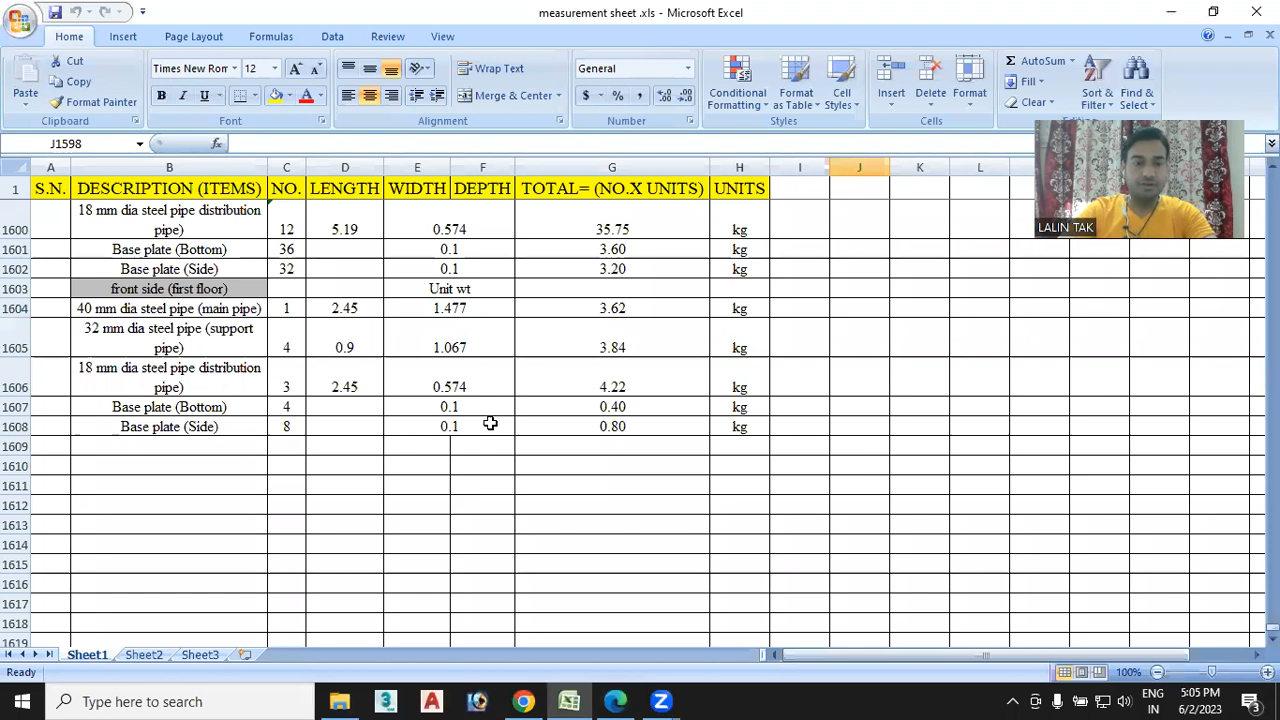 measurement sheet .xls - Microsoft Excel
Home Insert Page Layout Formulas Data Review View
Paste
Cut
Copy
Format Painter
Clipboard
Times New Ron 12
B I U
Font
Wrap Text
Merge & Center
Alignment
General
$ % ,
Number
Conditional Formatting
Format as Table
Cell Styles
Styles
Insert Delete Format
Cells
Σ AutoSum
Fill
Clear
Sort & Filter
Find & Select
J1598 fx
A B C D E F G H I J K L
1 S.N. DESCRIPTION (ITEMS) NO. LENGTH WIDTH DEPTH TOTAL= (NO.X UNITS) UNITS
18 mm dia steel pipe distribution
1600 pipe) 12 5.19 0.574 35.75 kg
1601 Base plate (Bottom) 36 0.1 3.60 kg
1602 Base plate (Side) 32 0.1 3.20 kg
1603 front side (first floor) Unit wt
1604 40 mm dia steel pipe (main pipe) 1 2.45 1.477 3.62 kg
32 mm dia steel pipe (support
1605 pipe) 4 0.9 1.067 3.84 kg
18 mm dia steel pipe distribution
1606 pipe) 3 2.45 0.574 4.22 kg
1607 Base plate (Bottom) 4 0.1 0.40 kg
1608 Base plate (Side) 8 0.1 0.80 kg
1609
1610
1611
1612
1613
1614
1615
1616
1617
1618
1619
LALIN TAK
Sheet1 Sheet2 Sheet3
Ready 100%
Type here to search
ENG
IN
5:05 PM
6/2/2023
3